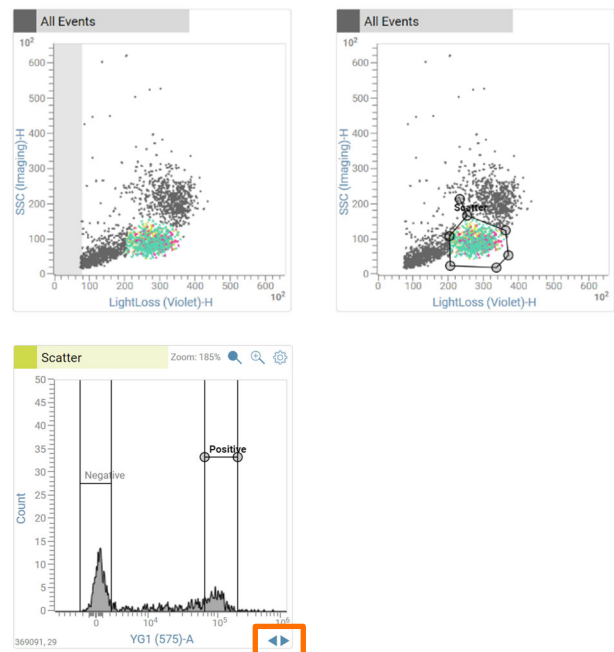 All Events
10²
600
500
400
300
200
100
0
SSC (Imaging)-H
0 100 200 300 400 500 600
10²
LightLoss (Violet)-H
All Events
10²
600
500
400
300
200
100
0
SSC (Imaging)-H
Scatter
0 100 200 300 400 500 600
10²
LightLoss (Violet)-H
Scatter
Zoom: 185%
50
45
40
35
30
25
20
15
10
5
0
Count
Negative
Positive
0 10⁴ 10⁵ 10⁶
YG1 (575)-A
369091, 29